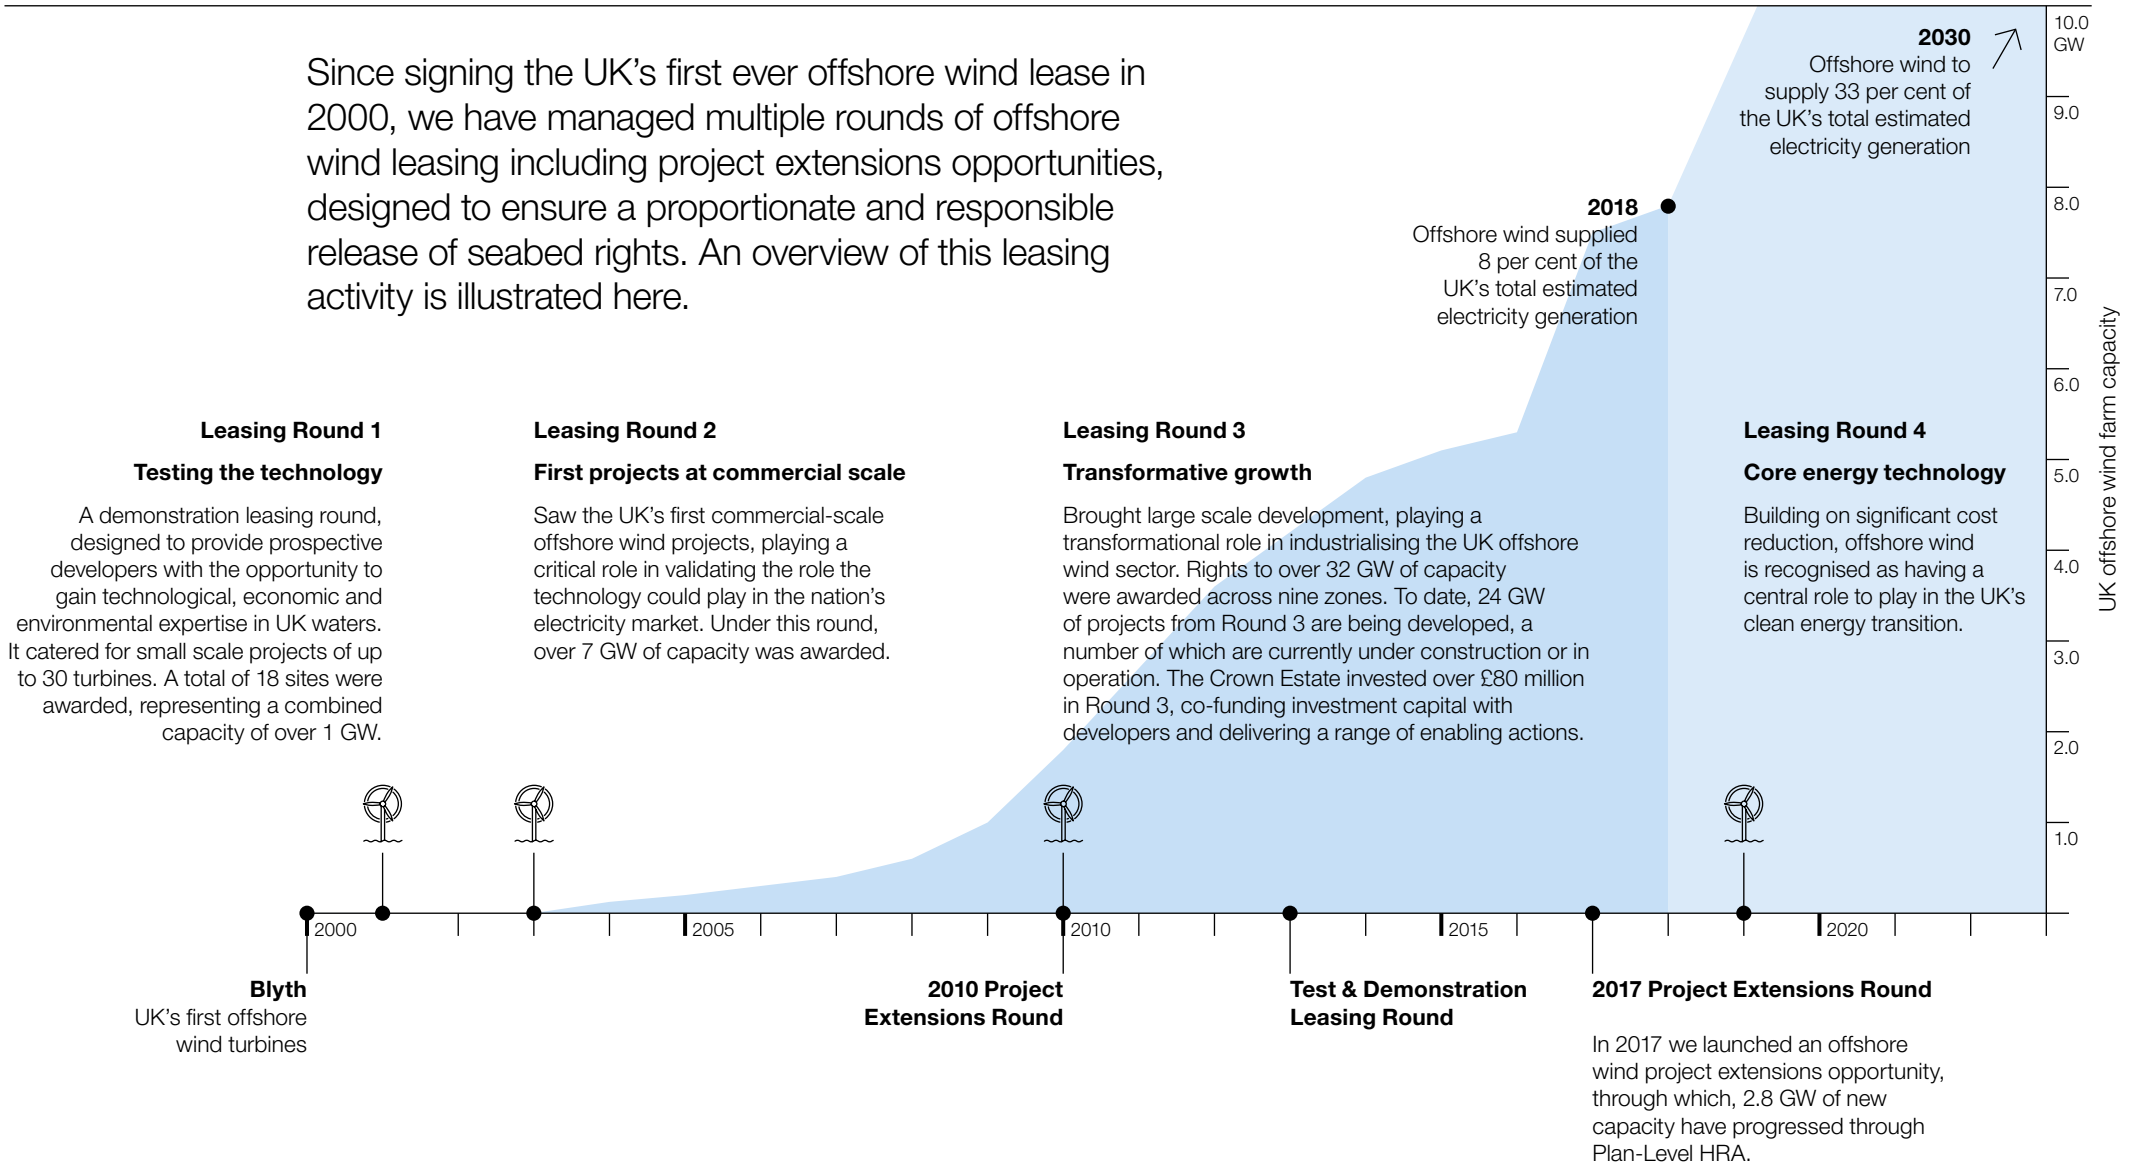 Since signing the UK’s first ever offshore wind lease in
2000, we have managed multiple rounds of offshore
wind leasing including project extensions opportunities,
designed to ensure a proportionate and responsible
release of seabed rights. An overview of this leasing
activity is illustrated here.
2030
Offshore wind to
supply 33 per cent of
the UK’s total estimated
electricity generation
2018
Offshore wind supplied
8 per cent of the
UK’s total estimated
electricity generation
10.0
GW
9.0
8.0
7.0
6.0
5.0
4.0
3.0
2.0
1.0
UK offshore wind farm capacity
Leasing Round 1
Testing the technology
A demonstration leasing round,
designed to provide prospective
developers with the opportunity to
gain technological, economic and
environmental expertise in UK waters.
It catered for small scale projects of up
to 30 turbines. A total of 18 sites were
awarded, representing a combined
capacity of over 1 GW.
Leasing Round 2
First projects at commercial scale
Saw the UK’s first commercial-scale
offshore wind projects, playing a
critical role in validating the role the
technology could play in the nation’s
electricity market. Under this round,
over 7 GW of capacity was awarded.
Leasing Round 3
Transformative growth
Brought large scale development, playing a
transformational role in industrialising the UK offshore
wind sector. Rights to over 32 GW of capacity
were awarded across nine zones. To date, 24 GW
of projects from Round 3 are being developed, a
number of which are currently under construction or in
operation. The Crown Estate invested over £80 million
in Round 3, co-funding investment capital with
developers and delivering a range of enabling actions.
Leasing Round 4
Core energy technology
Building on significant cost
reduction, offshore wind
is recognised as having a
central role to play in the UK’s
clean energy transition.
2000
2005
2010
2015
2020
Blyth
UK’s first offshore
wind turbines
2010 Project
Extensions Round
Test & Demonstration
Leasing Round
2017 Project Extensions Round
In 2017 we launched an offshore
wind project extensions opportunity,
through which, 2.8 GW of new
capacity have progressed through
Plan-Level HRA.